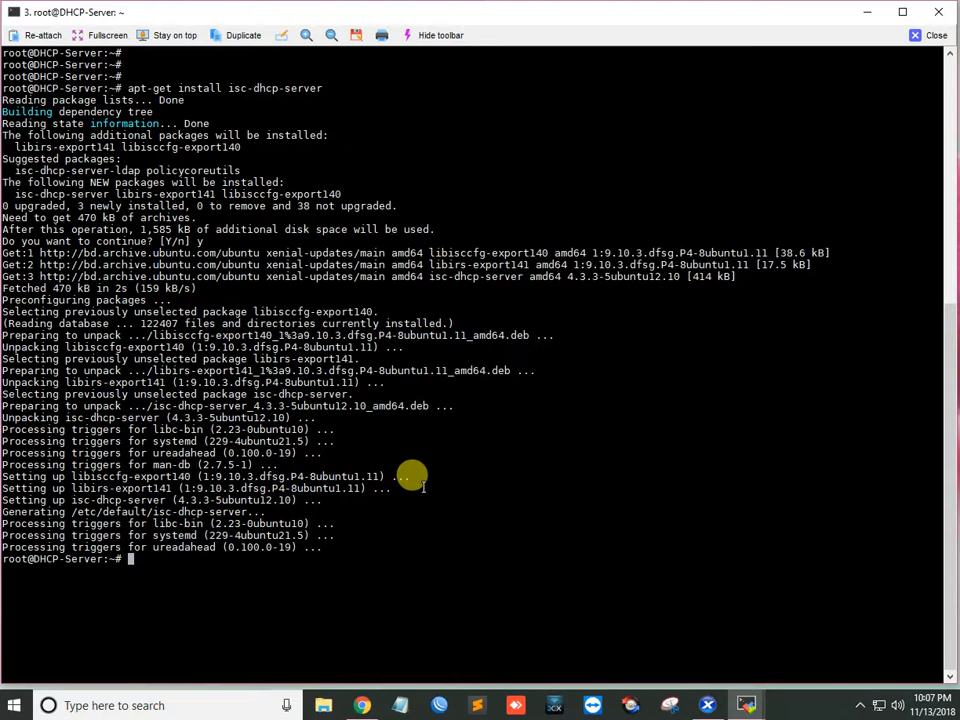 3. root@DHCP-Server: ~
Re-attach Fullscreen Stay on top Duplicate Hide toolbar Close
root@DHCP-Server:~#
root@DHCP-Server:~#
root@DHCP-Server:~#
root@DHCP-Server:~# apt-get install isc-dhcp-server
Reading package lists... Done
Building dependency tree
Reading state information... Done
The following additional packages will be installed:
libirs-export141 libisccfg-export140
Suggested packages:
isc-dhcp-server-ldap policycoreutils
The following NEW packages will be installed:
isc-dhcp-server libirs-export141 libisccfg-export140
0 upgraded, 3 newly installed, 0 to remove and 38 not upgraded.
Need to get 470 kB of archives.
After this operation, 1,585 kB of additional disk space will be used.
Do you want to continue? [Y/n] y
Get:1 http://bd.archive.ubuntu.com/ubuntu xenial-updates/main amd64 libisccfg-export140 amd64 1:9.10.3.dfsg.P4-8ubuntu1.11 [38.6 kB]
Get:2 http://bd.archive.ubuntu.com/ubuntu xenial-updates/main amd64 libirs-export141 amd64 1:9.10.3.dfsg.P4-8ubuntu1.11 [17.5 kB]
Get:3 http://bd.archive.ubuntu.com/ubuntu xenial-updates/main amd64 isc-dhcp-server amd64 4.3.3-5ubuntu12.10 [414 kB]
Fetched 470 kB in 2s (159 kB/s)
Preconfiguring packages ...
Selecting previously unselected package libisccfg-export140.
(Reading database ... 122407 files and directories currently installed.)
Preparing to unpack .../libisccfg-export140_1%3a9.10.3.dfsg.P4-8ubuntu1.11_amd64.deb ...
Unpacking libisccfg-export140 (1:9.10.3.dfsg.P4-8ubuntu1.11) ...
Selecting previously unselected package libirs-export141.
Preparing to unpack .../libirs-export141_1%3a9.10.3.dfsg.P4-8ubuntu1.11_amd64.deb ...
Unpacking libirs-export141 (1:9.10.3.dfsg.P4-8ubuntu1.11) ...
Selecting previously unselected package isc-dhcp-server.
Preparing to unpack .../isc-dhcp-server_4.3.3-5ubuntu12.10_amd64.deb ...
Unpacking isc-dhcp-server (4.3.3-5ubuntu12.10) ...
Processing triggers for libc-bin (2.23-0ubuntu10) ...
Processing triggers for systemd (229-4ubuntu21.5) ...
Processing triggers for ureadahead (0.100.0-19) ...
Processing triggers for man-db (2.7.5-1) ...
Setting up libisccfg-export140 (1:9.10.3.dfsg.P4-8ubuntu1.11) ...
Setting up libirs-export141 (1:9.10.3.dfsg.P4-8ubuntu1.11) ...
Setting up isc-dhcp-server (4.3.3-5ubuntu12.10) ...
Generating /etc/default/isc-dhcp-server...
Processing triggers for libc-bin (2.23-0ubuntu10) ...
Processing triggers for systemd (229-4ubuntu21.5) ...
Processing triggers for ureadahead (0.100.0-19) ...
root@DHCP-Server:~#
Type here to search
10:07 PM
11/13/2018